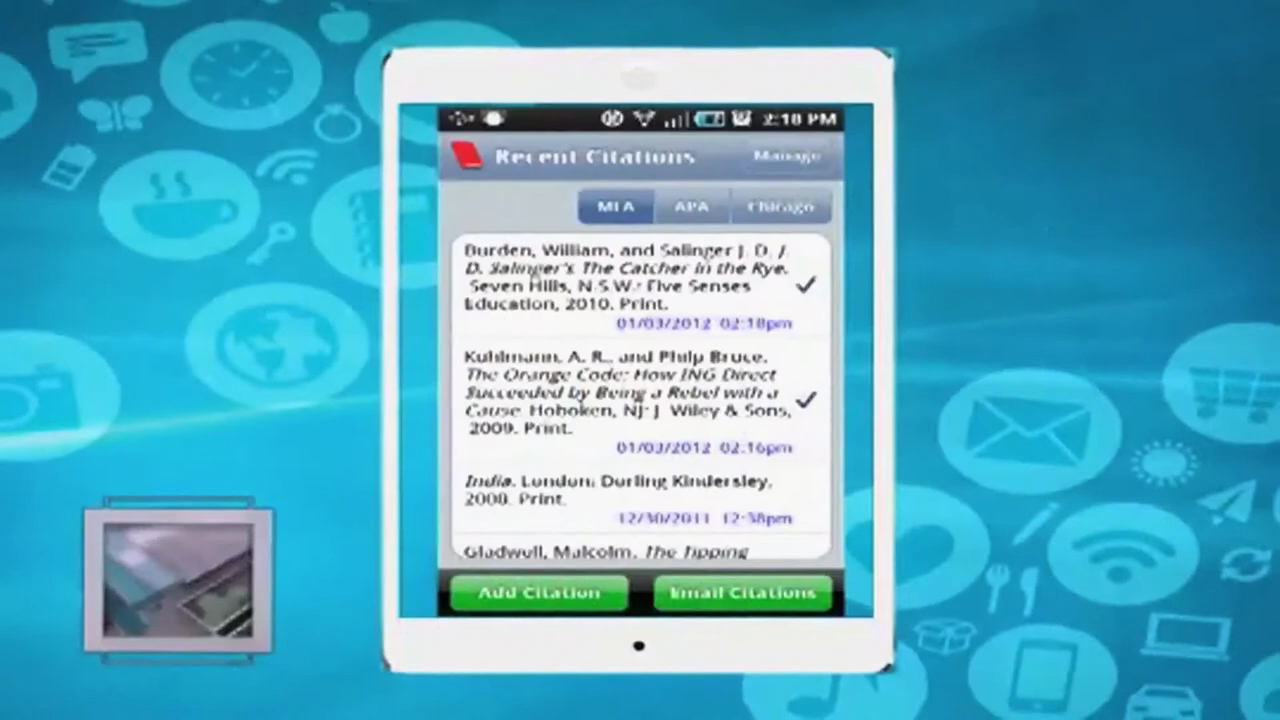 2:18 PM
Recent Citations Manage
MLA APA Chicago
Burden, William, and Salinger J. D. J.
D. Salinger's The Catcher in the Rye.
Seven Hills, N.S.W.: Five Senses
Education, 2010. Print.
01/03/2012 02:18pm
Kuhlmann, A. R., and Philp Bruce.
The Orange Code: How ING Direct
Succeeded by Being a Rebel with a
Cause. Hoboken, NJ: J. Wiley & Sons,
2009. Print.
01/03/2012 02:16pm
India. London: Dorling Kindersley,
2008. Print.
12/30/2011 12:38pm
Gladwell, Malcolm. The Tipping
Add Citation Email Citations